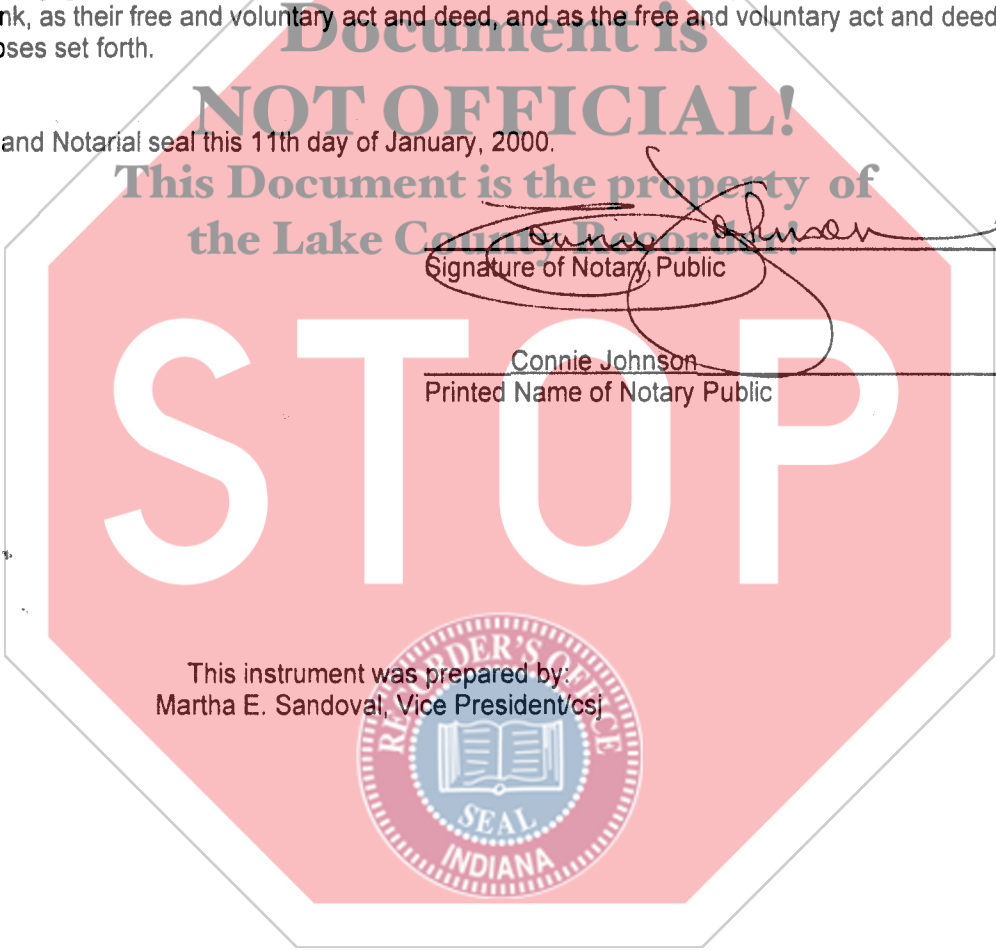 nk, as their free and voluntary act and deed, and as the free and voluntary act and deed
oses set forth.
Document is
NOT OFFICIAL!
and Notarial seal this 11th day of January, 2000.
This Document is the property of
the Lake County Recorder!
Connie Johnson
Signature of Notary Public
Connie Johnson
Printed Name of Notary Public
STOP
This instrument was prepared by:
Martha E. Sandoval, Vice President/csj
RECORDER'S OFFICE
SEAL
INDIANA